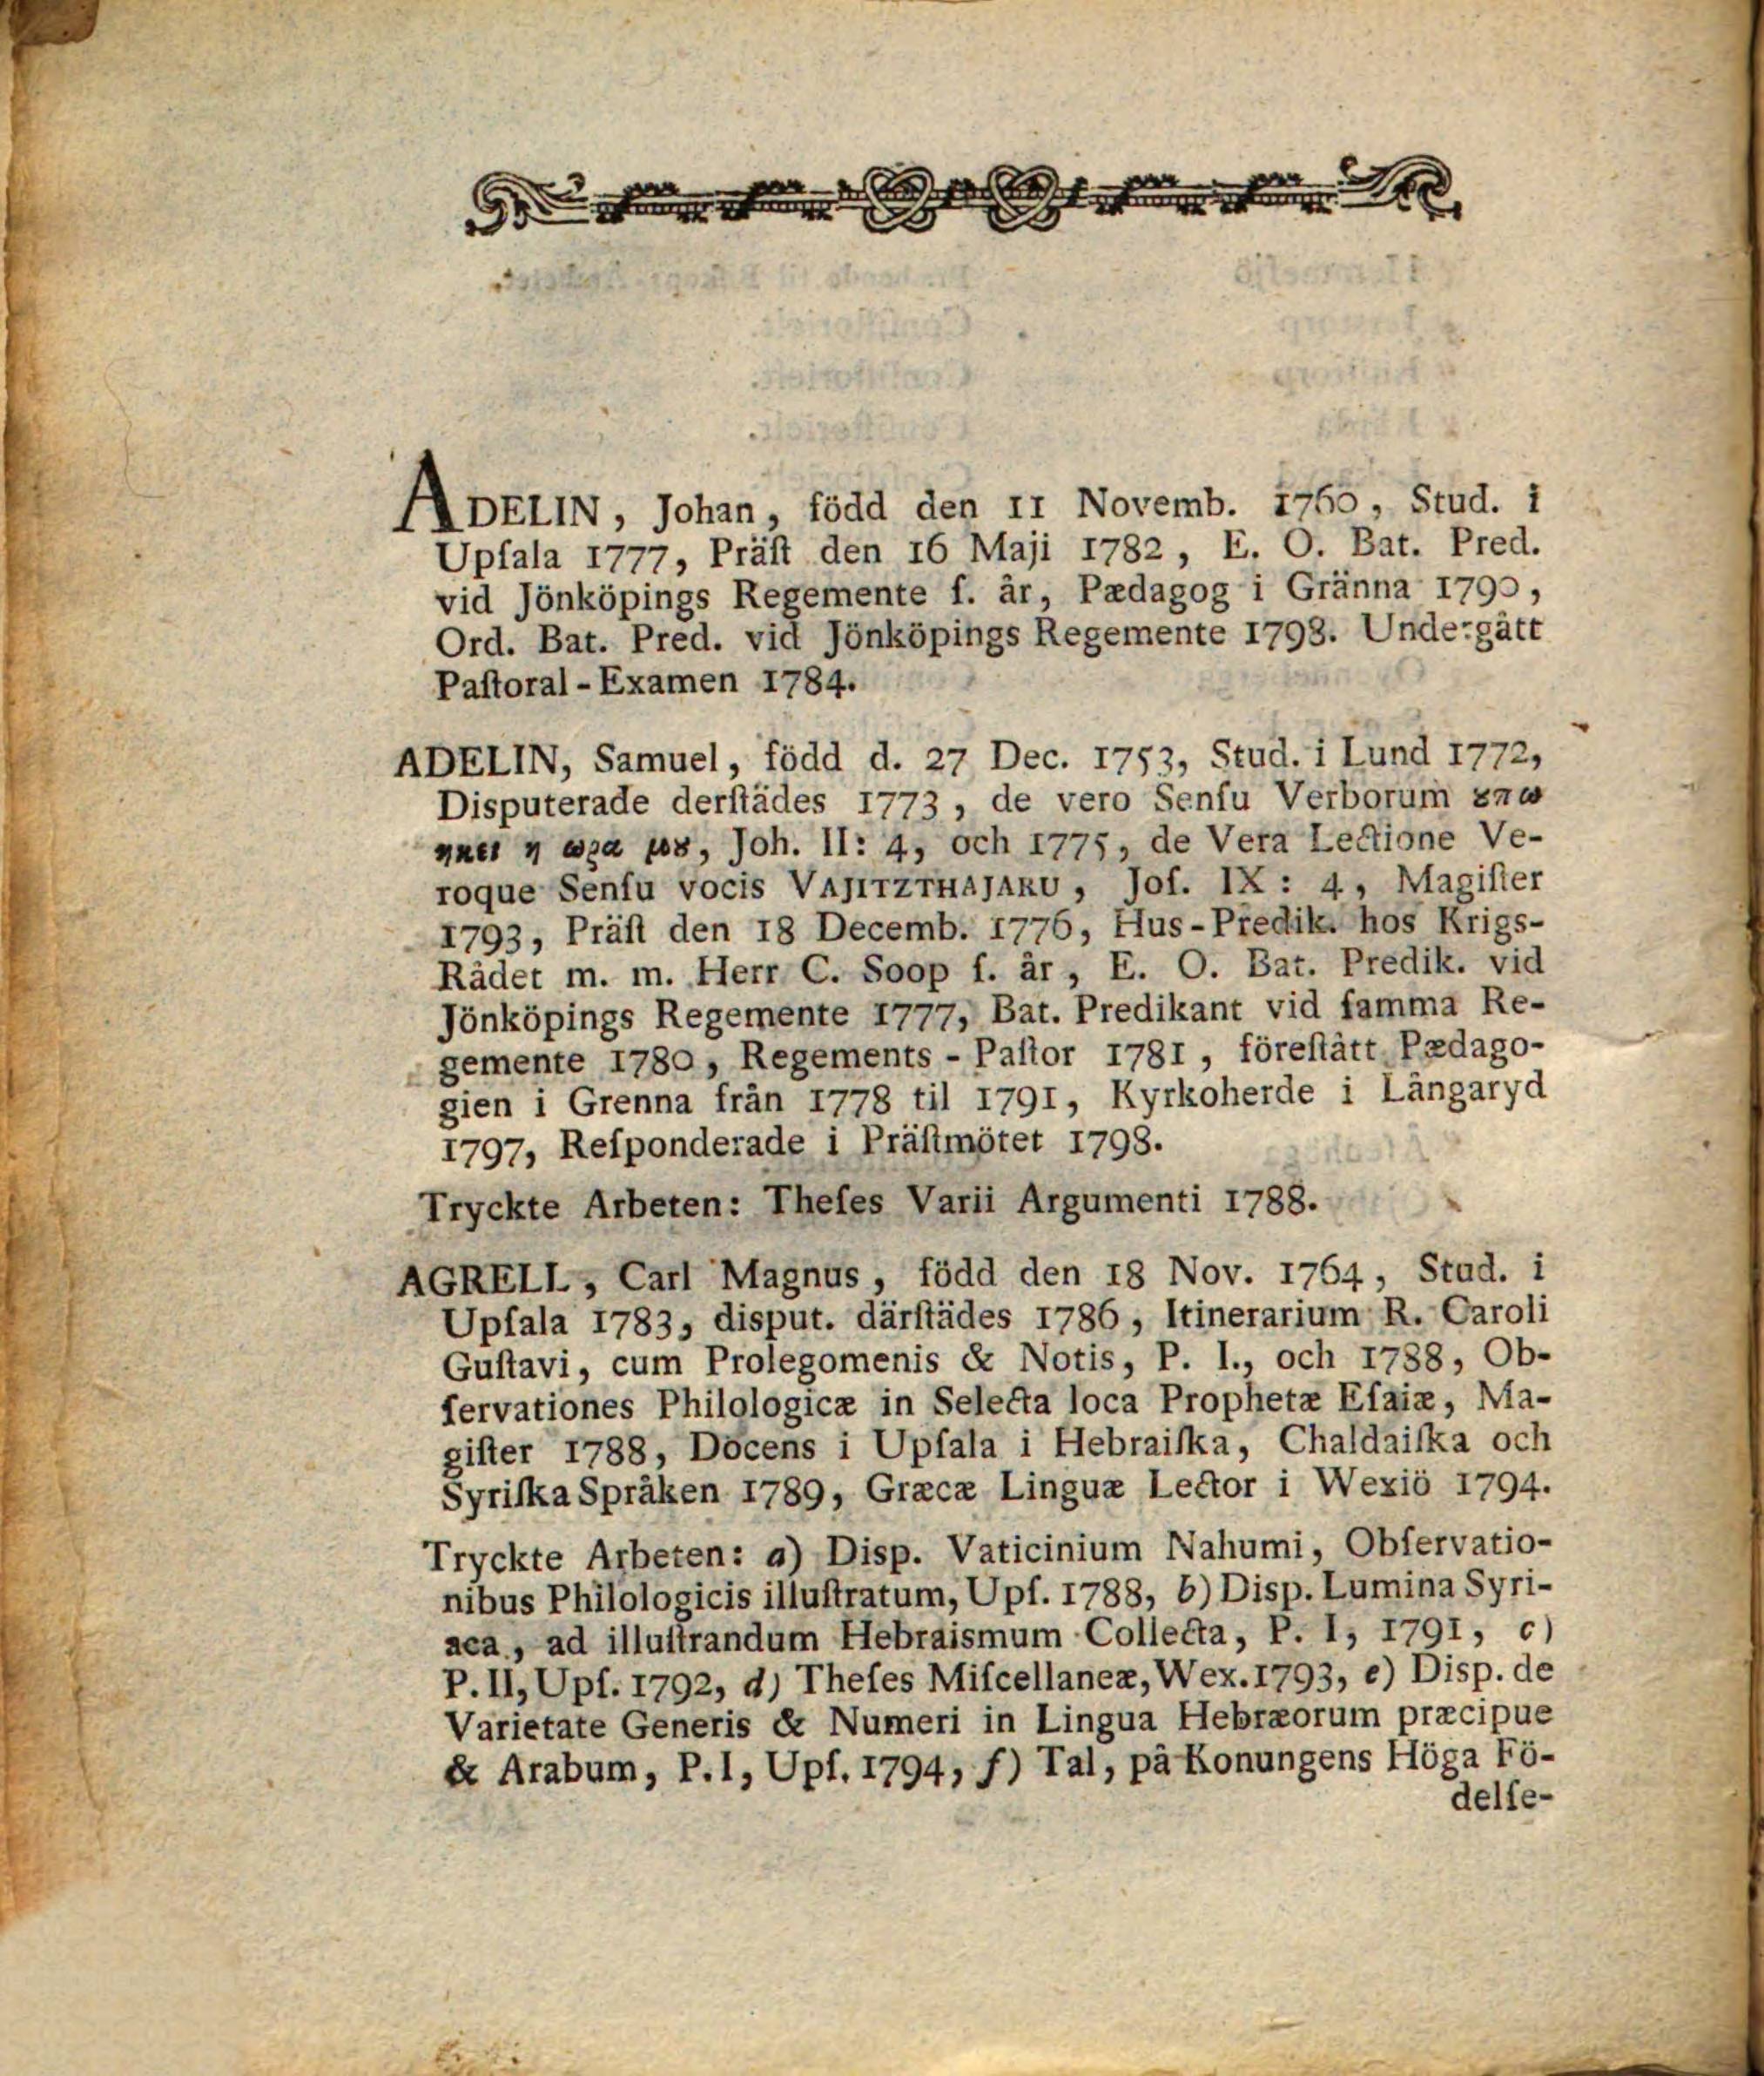 ADELIN, Johan, född den 11 Novemb. 1760, Stud. i
Upſala 1777, Präſt den 16 Maji 1782, E. O. Bat. Pred.
vid Jönköpings Regemente ſ. år, Pædagog i Gränna 1790,
Ord. Bat. Pred. vid Jönköpings Regemente 1798. Undergått
Paſtoral-Examen 1784.
ADELIN, Samuel, född d. 27 Dec. 1753, Stud. i Lund 1772,
Disputerade derſtädes 1773, de vero Senſu Verborum ȣπω
ηκει η ωρα μȣ, Joh. II: 4, och 1775, de Vera Lectione Ve-
roque Senſu vocis VAJITZTHAJARU, Joſ. IX: 4, Magiſter
1793, Präſt den 18 Decemb. 1776, Hus-Predik. hos Krigs-
Rådet m. m. Herr C. Soop ſ. år, E. O. Bat. Predik. vid
Jönköpings Regemente 1777, Bat. Predikant vid ſamma Re-
gemente 1780, Regements-Paſtor 1781,föreſtått Pædago-
gien i Grenna från 1778 til 1791, Kyrkoherde i Långaryd
1797, Reſponderade i Präſtmötet 1798.
Tryckte Arbeten: Theſes Varii Argumenti 1788.
AGRELL, Carl Magnus, född den 18 Nov. 1764, Stud. i
Upſala 1783, disput. därſtädes 1786, Itinerarium R. Caroli
Guſtavi, cum Prolegomenis & Notis, P. I., och 1788, Ob-
ſervationes Philologicæ in Selecta loca Prophetæ Eſaiæ, Ma-
giſter 1788, Docens i Upſala i Hebraiſka, Chaldaiſka och
Syriſka Språken 1789, Græcæ Linguæ Lector i Wexiö 1794.
Tryckte Arbeten: a) Disp. Vaticinium Nahumi, Obſervatio-
nibus Philologicis illuſtratum, Upſ. 1788, b) Disp. Lumina Syri-
aca, ad illuſtrandum Hebraismum Collecta, P. I, 1791, c)
P. II, Upſ. 1792, d) Theſes Miſcellaneæ, Wex. 1793, e) Disp. de
Varietate Generis & Numeri in Lingua Hebræorum præcipue
& Arabum, P. I, Upſ. 1794, f) Tal, på Konungens Höga Fö-
delſe-